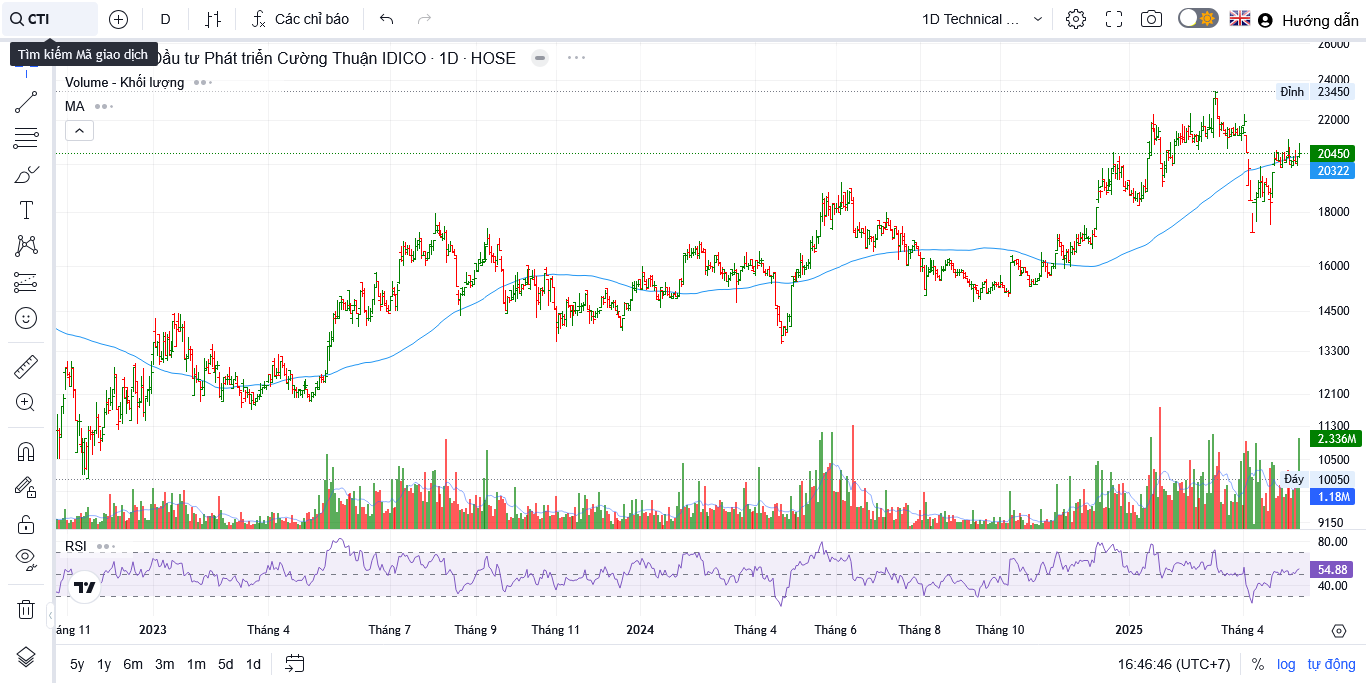 CTI
D
Các chỉ báo
1D Technical ...
Hướng dẫn
Tìm kiếm Mã giao dịch
Đầu tư Phát triển Cường Thuận IDICO · 1D · HOSE
Volume - Khối lượng
MA
26000
24000
Đỉnh 23450
22000
20450
20322
18000
16000
14500
13300
12100
11300
2.336M
10500
Đáy 10050
1.18M
9150
RSI
80.00
54.88
40.00
áng 11 2023 Tháng 4 Tháng 7 Tháng 9 Tháng 11 2024 Tháng 4 Tháng 6 Tháng 8 Tháng 10 2025 Tháng 4
5y 1y 6m 3m 1m 5d 1d
16:46:46 (UTC+7) % log tự động